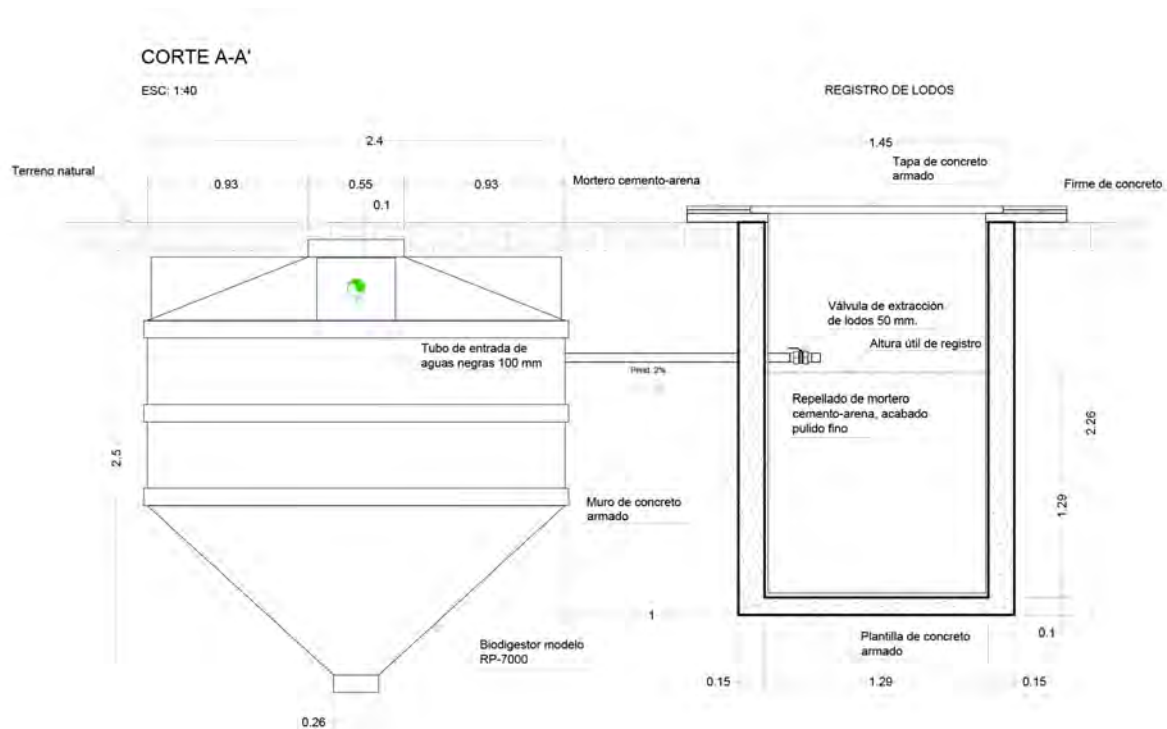 CORTE A-A'
ESC: 1:40
REGISTRO DE LODOS
2.4
1.45
Terreno natural
0.93
0.55
0.93
0.1
Mortero cemento-arena
Tapa de concreto
armado
Firme de concreto
Tubo de entrada de
aguas negras 100 mm
Pend. 2%
Válvula de extracción
de lodos 50 mm.
Altura útil de registro
Repellado de mortero
cemento-arena, acabado
pulido fino
2.26
2.5
1.29
Muro de concreto
armado
1
Biodigestor modelo
RP-7000
Plantilla de concreto
armado
0.1
0.15
1.29
0.15
0.26